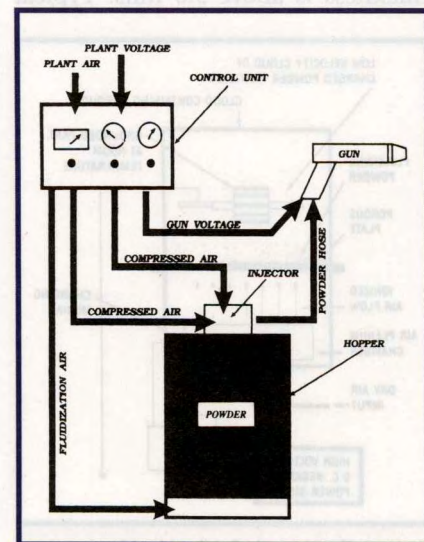 PLANT VOLTAGE
PLANT AIR
CONTROL UNIT
GUN
GUN VOLTAGE
COMPRESSED AIR
INJECTOR
POWDER HOSE
COMPRESSED AIR
HOPPER
FLUIDIZATION AIR
POWDER